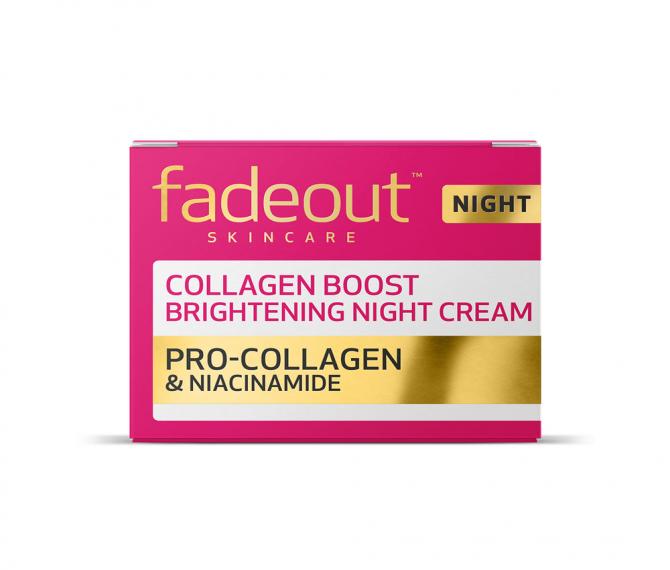 fadeout™
SKINCARE
NIGHT
COLLAGEN BOOST
BRIGHTENING NIGHT CREAM
PRO-COLLAGEN
& NIACINAMIDE